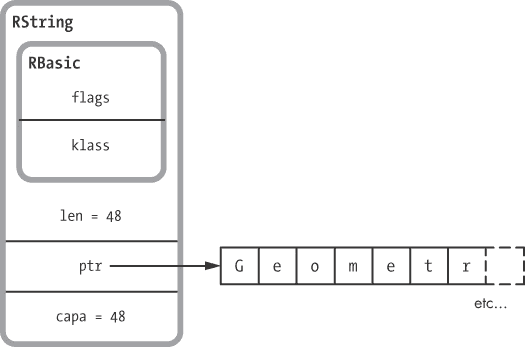 RString
RBasic
flags
klass
len = 48
ptr
G e o m e t r
etc...
capa = 48